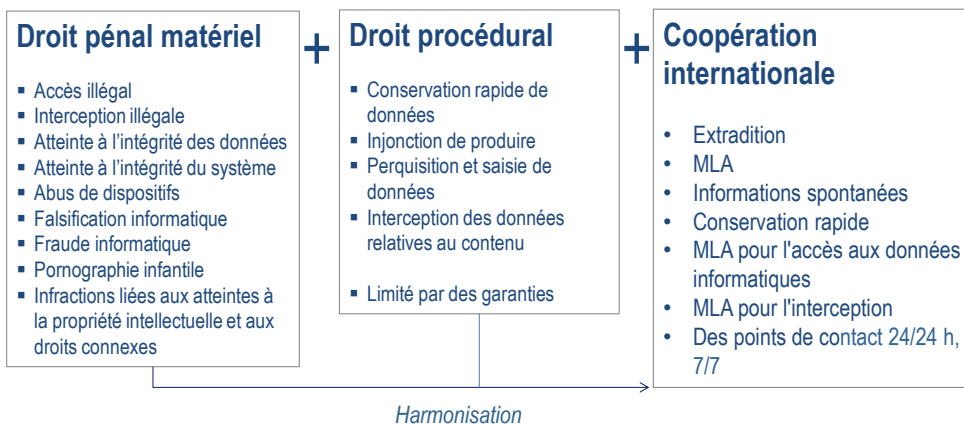 Droit pénal matériel
▪ Accès illégal
▪ Interception illégale
▪ Atteinte à l'intégrité des données
▪ Atteinte à l'intégrité du système
▪ Abus de dispositifs
▪ Falsification informatique
▪ Fraude informatique
▪ Pornographie infantile
▪ Infractions liées aux atteintes à
la propriété intellectuelle et aux
droits connexes
+
Droit procédural
▪ Conservation rapide de
données
▪ Injonction de produire
▪ Perquisition et saisie de
données
▪ Interception des données
relatives au contenu
▪ Limité par des garanties
+
Coopération
internationale
• Extradition
• MLA
• Informations spontanées
• Conservation rapide
• MLA pour l'accès aux données
informatiques
• MLA pour l'interception
• Des points de contact 24/24 h,
7/7
Harmonisation